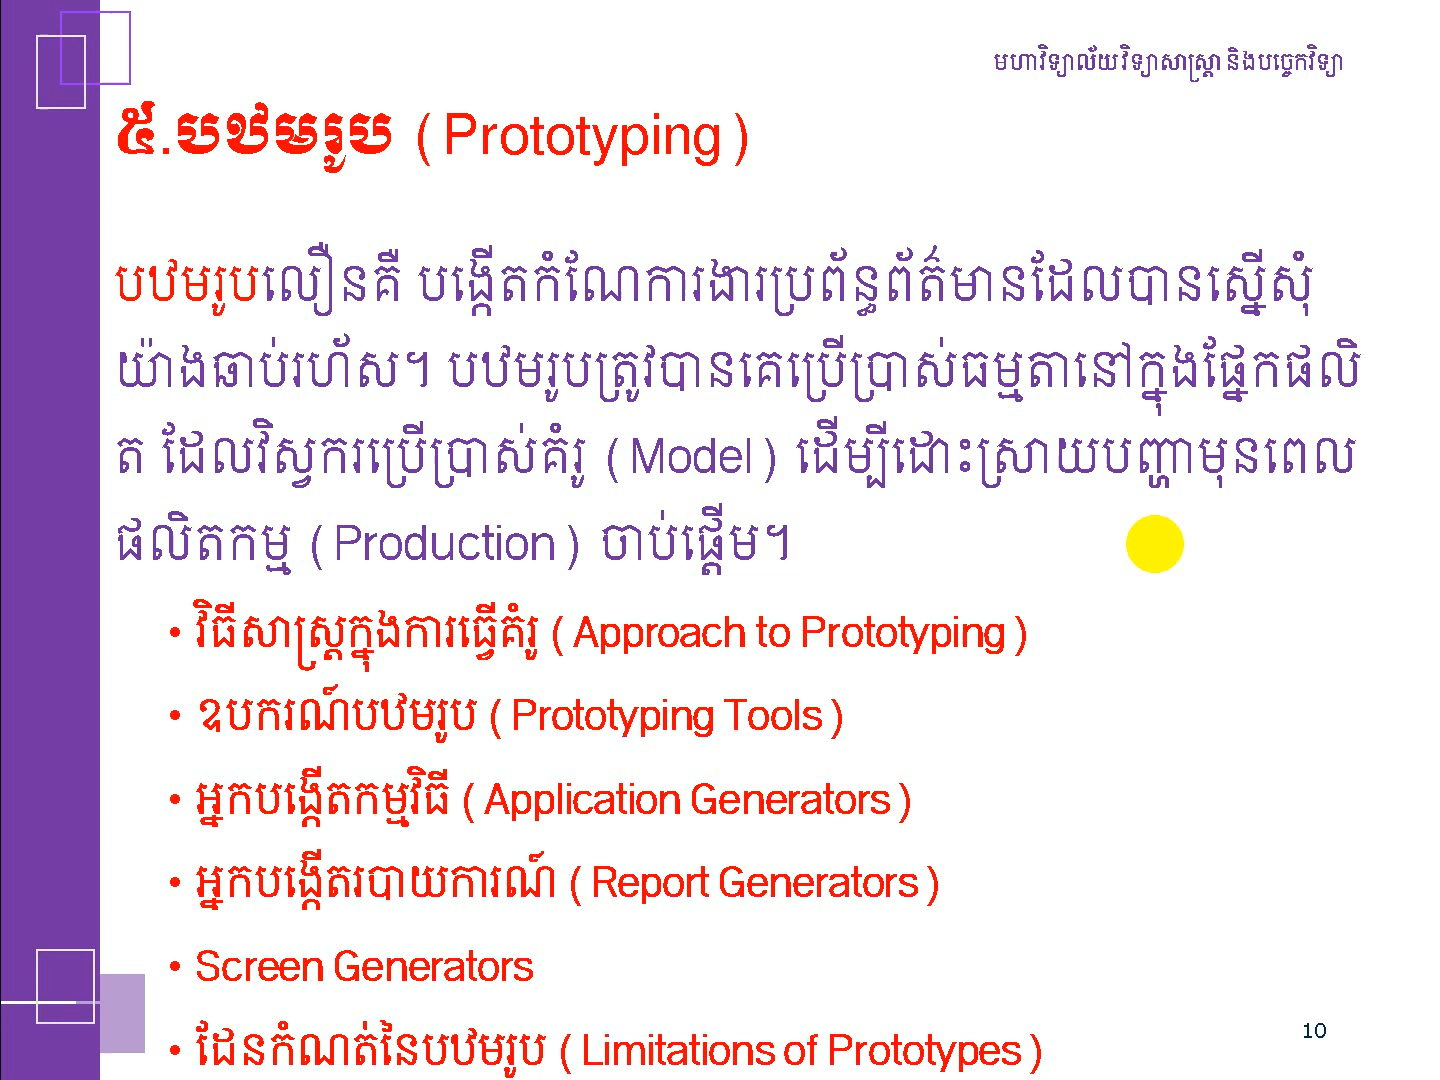 មហាវិទ្យាល័យវិទ្យាសាស្ត្រា និងបច្ចេកវិទ្យា
៥.បឋមរូប (Prototyping)
បឋមរូបលឿនគឺ បង្កើតកំណែការងារប្រព័ន្ធព័ត៌មានដែលបានស្នើសុំ
យ៉ាងឆាប់រហ័ស។ បឋមរូបត្រូវបានគេប្រើប្រាស់ធម្មតានៅក្នុងផ្នែកផលិ
ត ដែលវិស្វករប្រើប្រាស់គំរូ (Model) ដើម្បីដោះស្រាយបញ្ហាមុនពេល
ផលិតកម្ម (Production) ចាប់ផ្ដើម។
• វិធីសាស្ត្រក្នុងការធ្វើគំរូ (Approach to Prototyping)
• ឧបករណ៍បឋមរូប (Prototyping Tools)
• អ្នកបង្កើតកម្មវិធី (Application Generators)
• អ្នកបង្កើតរបាយការណ៍ (Report Generators)
• Screen Generators
• ដែនកំណត់នៃបឋមរូប (Limitations of Prototypes)
10